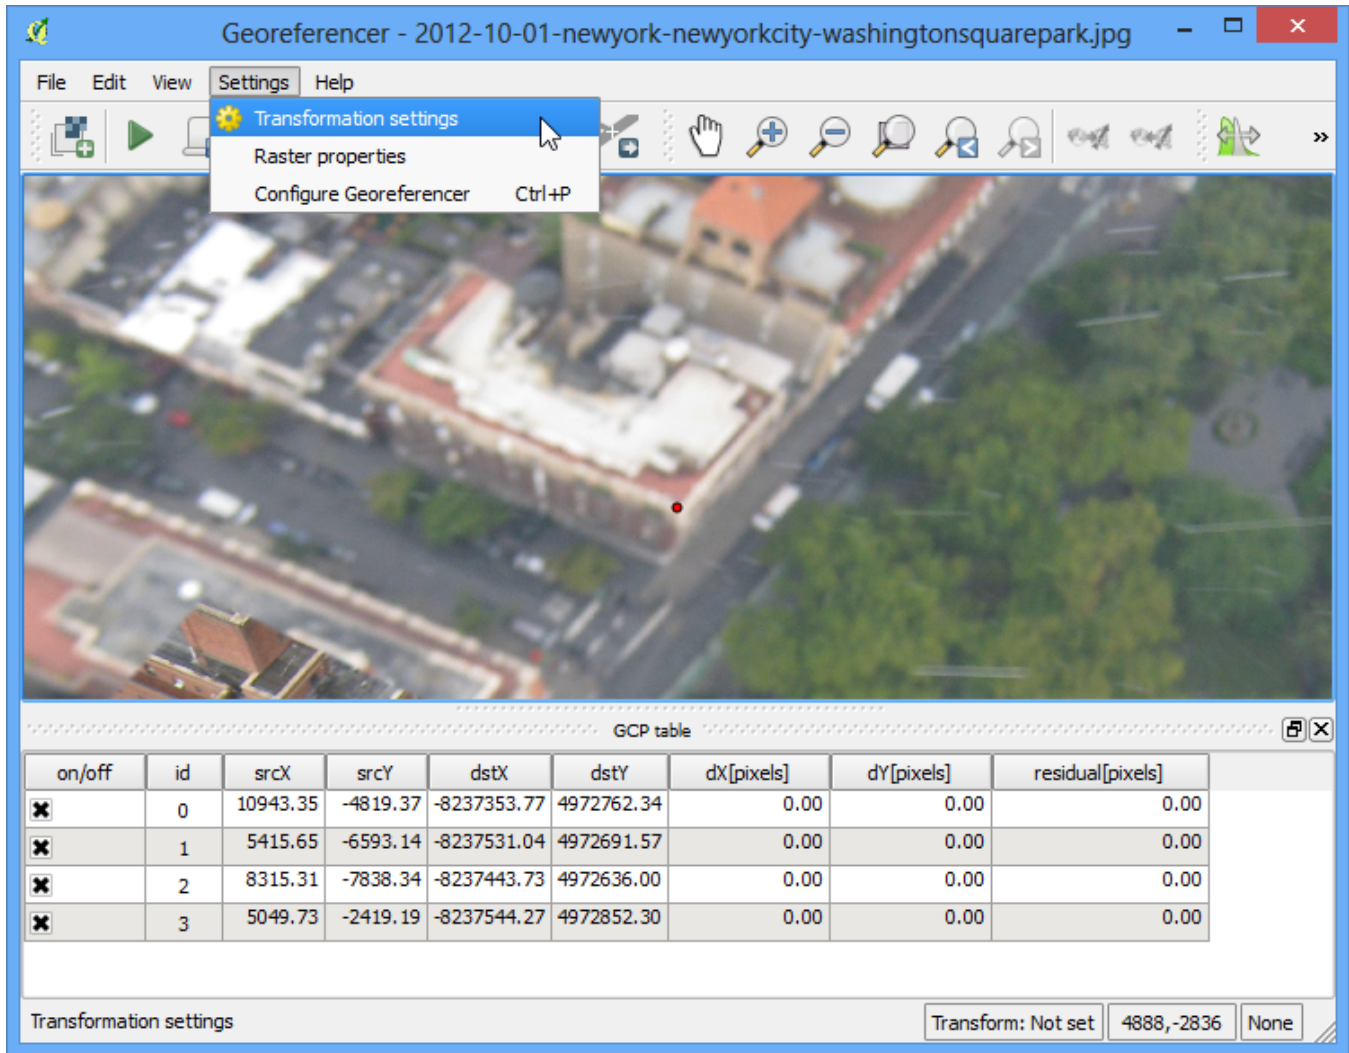 Georeferencer - 2012-10-01-newyork-newyorkcity-washingtonsquarepark.jpg
File Edit View Settings Help
Transformation settings
Raster properties
Configure Georeferencer Ctrl+P
GCP table
on/off id srcX srcY dstX dstY dX[pixels] dY[pixels] residual[pixels]
0 10943.35 -4819.37 -8237353.77 4972762.34 0.00 0.00 0.00
1 5415.65 -6593.14 -8237531.04 4972691.57 0.00 0.00 0.00
2 8315.31 -7838.34 -8237443.73 4972636.00 0.00 0.00 0.00
3 5049.73 -2419.19 -8237544.27 4972852.30 0.00 0.00 0.00
Transformation settings Transform: Not set 4888,-2836 None